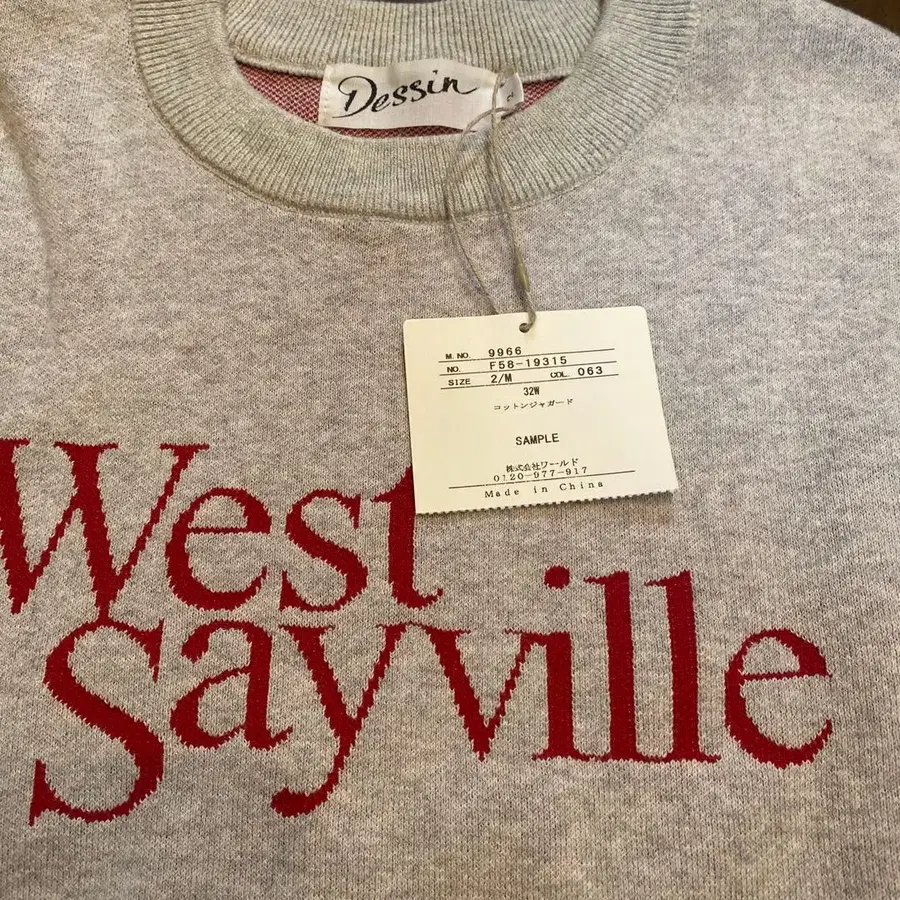 Dessin
M. NO. 9966
NO. F58-19315
SIZE 2/M COL. 063
32W
コットンジャガード
SAMPLE
株式会社ワールド
0120-977-917
Made in China
West
Sayville